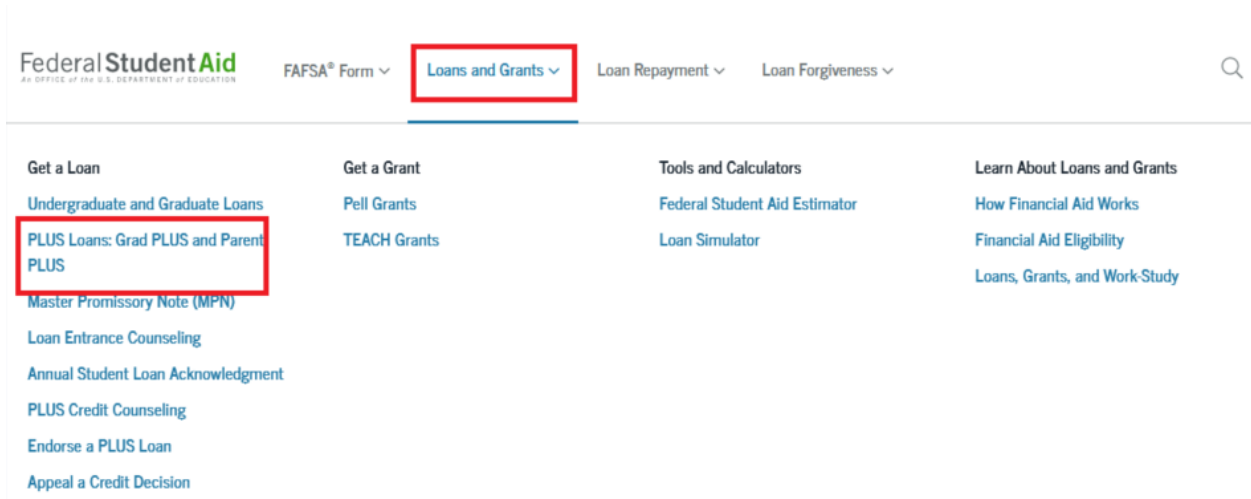 Federal Student Aid
An OFFICE of the U.S. DEPARTMENT of EDUCATION
FAFSA® Form
Loans and Grants
Loan Repayment
Loan Forgiveness
Get a Loan
Undergraduate and Graduate Loans
PLUS Loans: Grad PLUS and Parent
PLUS
Master Promissory Note (MPN)
Loan Entrance Counseling
Annual Student Loan Acknowledgment
PLUS Credit Counseling
Endorse a PLUS Loan
Appeal a Credit Decision
Get a Grant
Pell Grants
TEACH Grants
Tools and Calculators
Federal Student Aid Estimator
Loan Simulator
Learn About Loans and Grants
How Financial Aid Works
Financial Aid Eligibility
Loans, Grants, and Work-Study